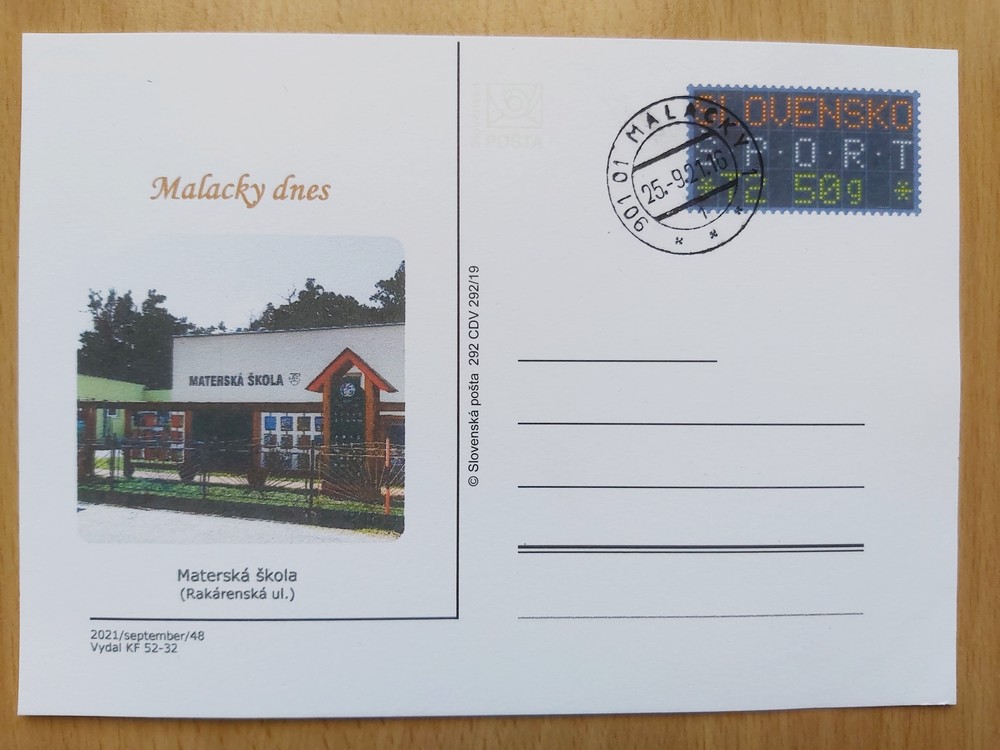 Malacky dnes
MATERSKÁ ŠKOLA
Materská škola
(Rakárenská ul.)
2021/september/48
Vydal KF 52-32
© Slovenská pošta 292 CDV 292/19
POŠTA
901 01 MALACKY 1
25.-9.21.16
1
SLOVENSKO
S·P·O·R·T
*T2 50g *